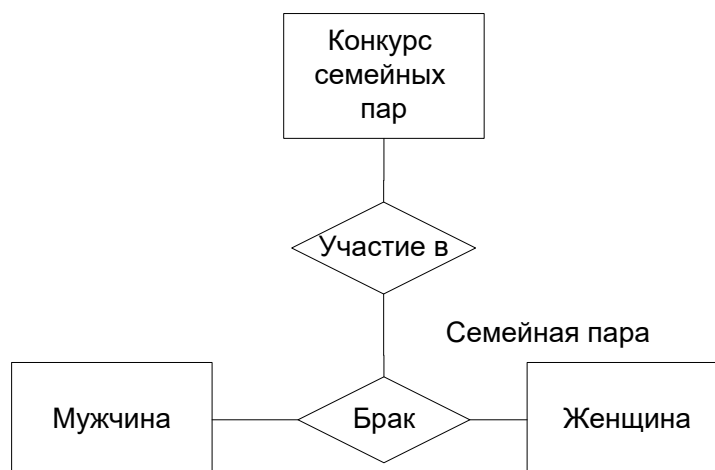 Конкурс
семейных
пар
Участие в
Семейная пара
Мужчина
Брак
Женщина